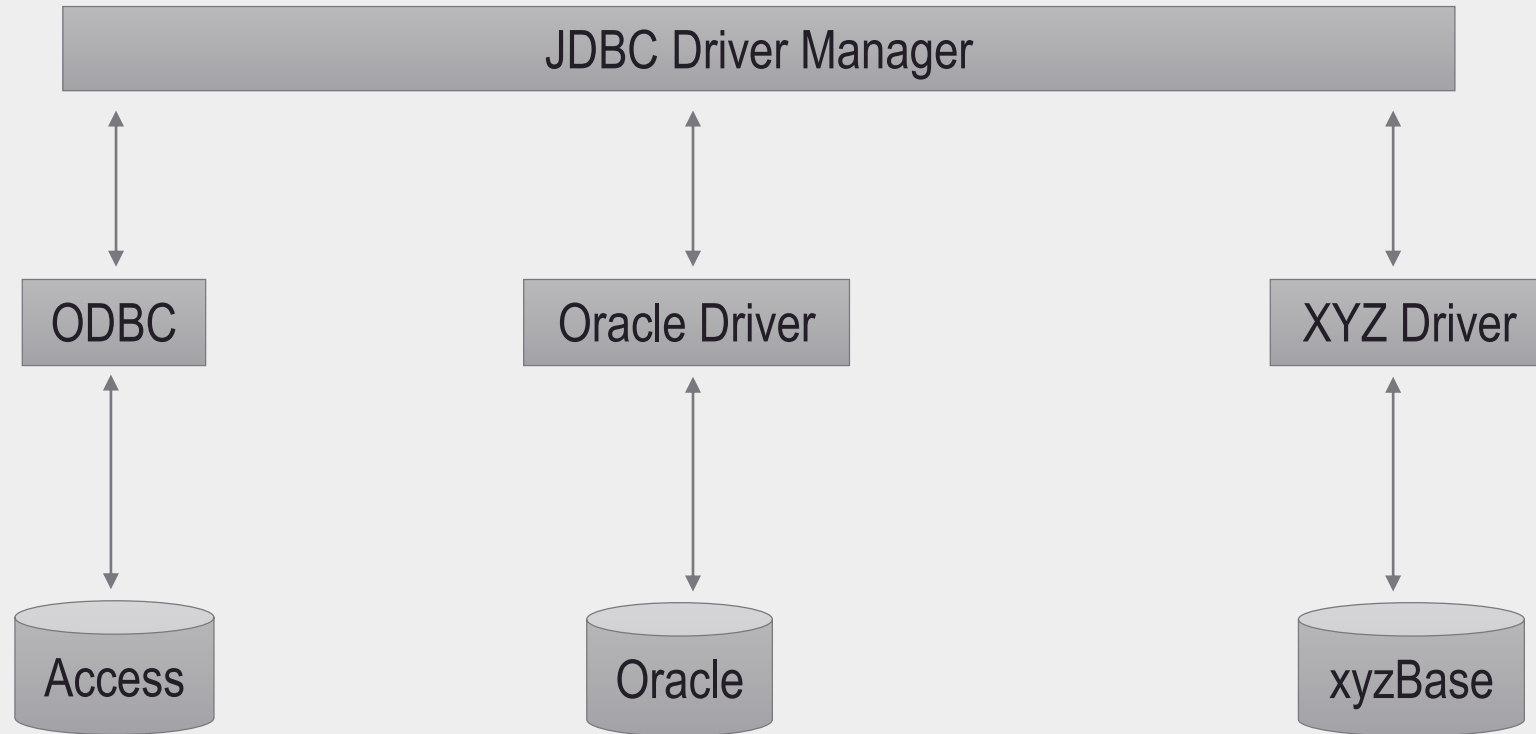 JDBC Driver Manager
ODBC
Oracle Driver
XYZ Driver
Access
Oracle
xyzBase